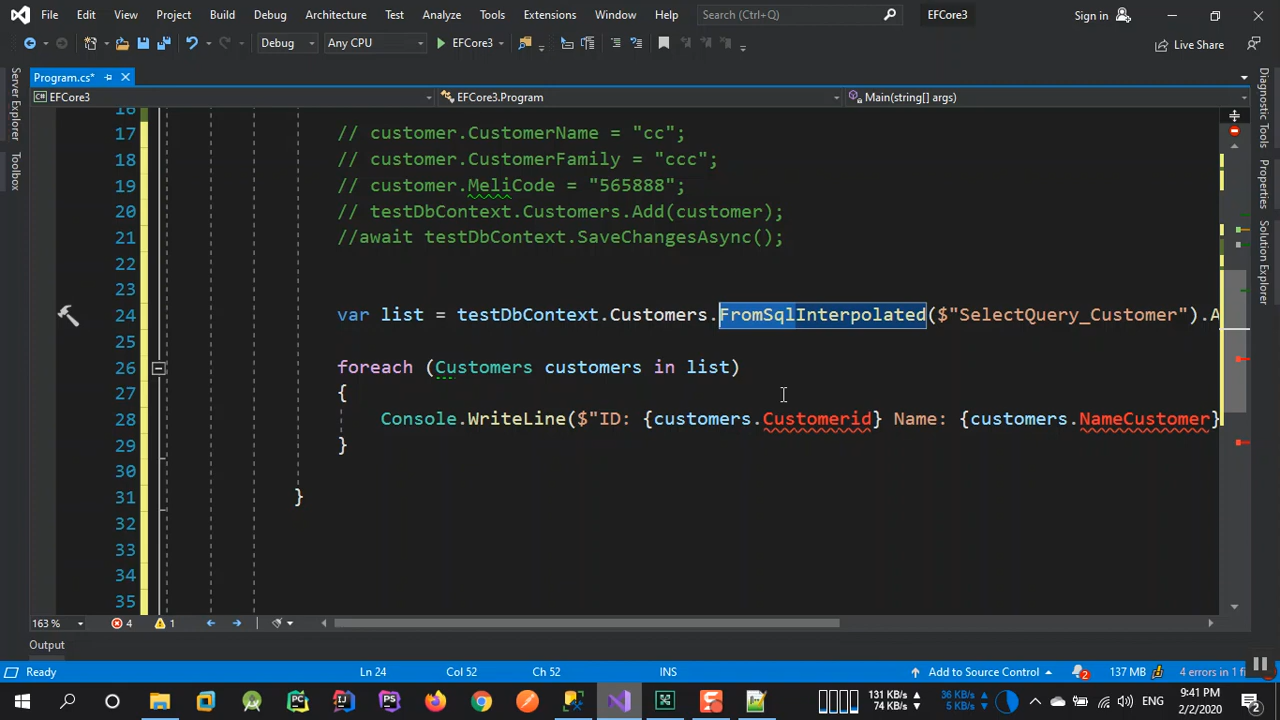 File Edit View Project Build Debug Architecture Test Analyze Tools Extensions Window Help Search (Ctrl+Q) EFCore3 Sign in
Debug Any CPU EFCore3 Live Share
Program.cs*
EFCore3 EFCore3.Program Main(string[] args)
Server Explorer
Toolbox
Diagnostic Tools
Properties
Solution Explorer
16
17 // customer.CustomerName = "cc";
18 // customer.CustomerFamily = "ccc";
19 // customer.MeliCode = "565888";
20 // testDbContext.Customers.Add(customer);
21 //await testDbContext.SaveChangesAsync();
22
23
24 var list = testDbContext.Customers.FromSqlInterpolated($"SelectQuery_Customer").A
25
26 foreach (Customers customers in list)
27 {
28 Console.WriteLine($"ID: {customers.Customerid} Name: {customers.NameCustomer}
29 }
30
31 }
32
33
34
35
163 % 4 1
Output
Ready Ln 24 Col 52 Ch 52 INS Add to Source Control 2 137 MB 4 errors in 1
131 KB/s 74 KB/s 36 KB/s 5 KB/s ENG 9:41 PM 2/2/2020 2